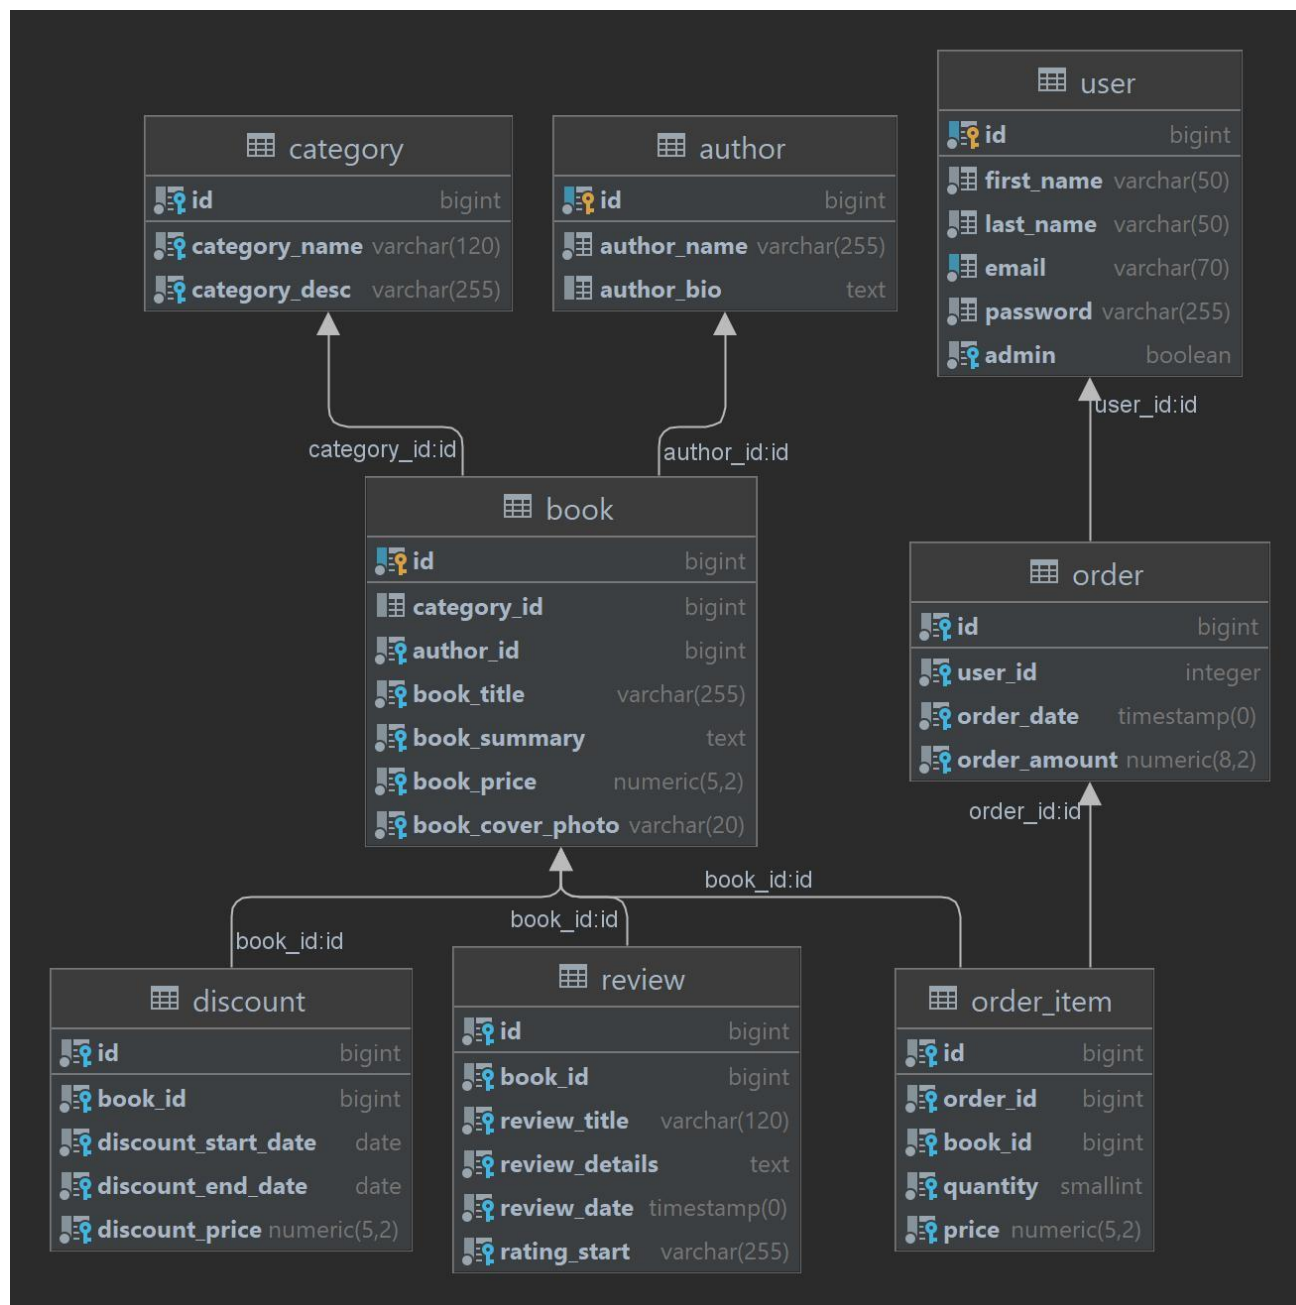 user
id bigint
first_name varchar(50)
last_name varchar(50)
email varchar(70)
password varchar(255)
admin boolean
category
id bigint
category_name varchar(120)
category_desc varchar(255)
author
id bigint
author_name varchar(255)
author_bio text
user_id:id
category_id:id
author_id:id
book
id bigint
category_id bigint
author_id bigint
book_title varchar(255)
book_summary text
book_price numeric(5,2)
book_cover_photo varchar(20)
order
id bigint
user_id integer
order_date timestamp(0)
order_amount numeric(8,2)
order_id:id
book_id:id
book_id:id
book_id:id
discount
id bigint
book_id bigint
discount_start_date date
discount_end_date date
discount_price numeric(5,2)
review
id bigint
book_id bigint
review_title varchar(120)
review_details text
review_date timestamp(0)
rating_start varchar(255)
order_item
id bigint
order_id bigint
book_id bigint
quantity smallint
price numeric(5,2)